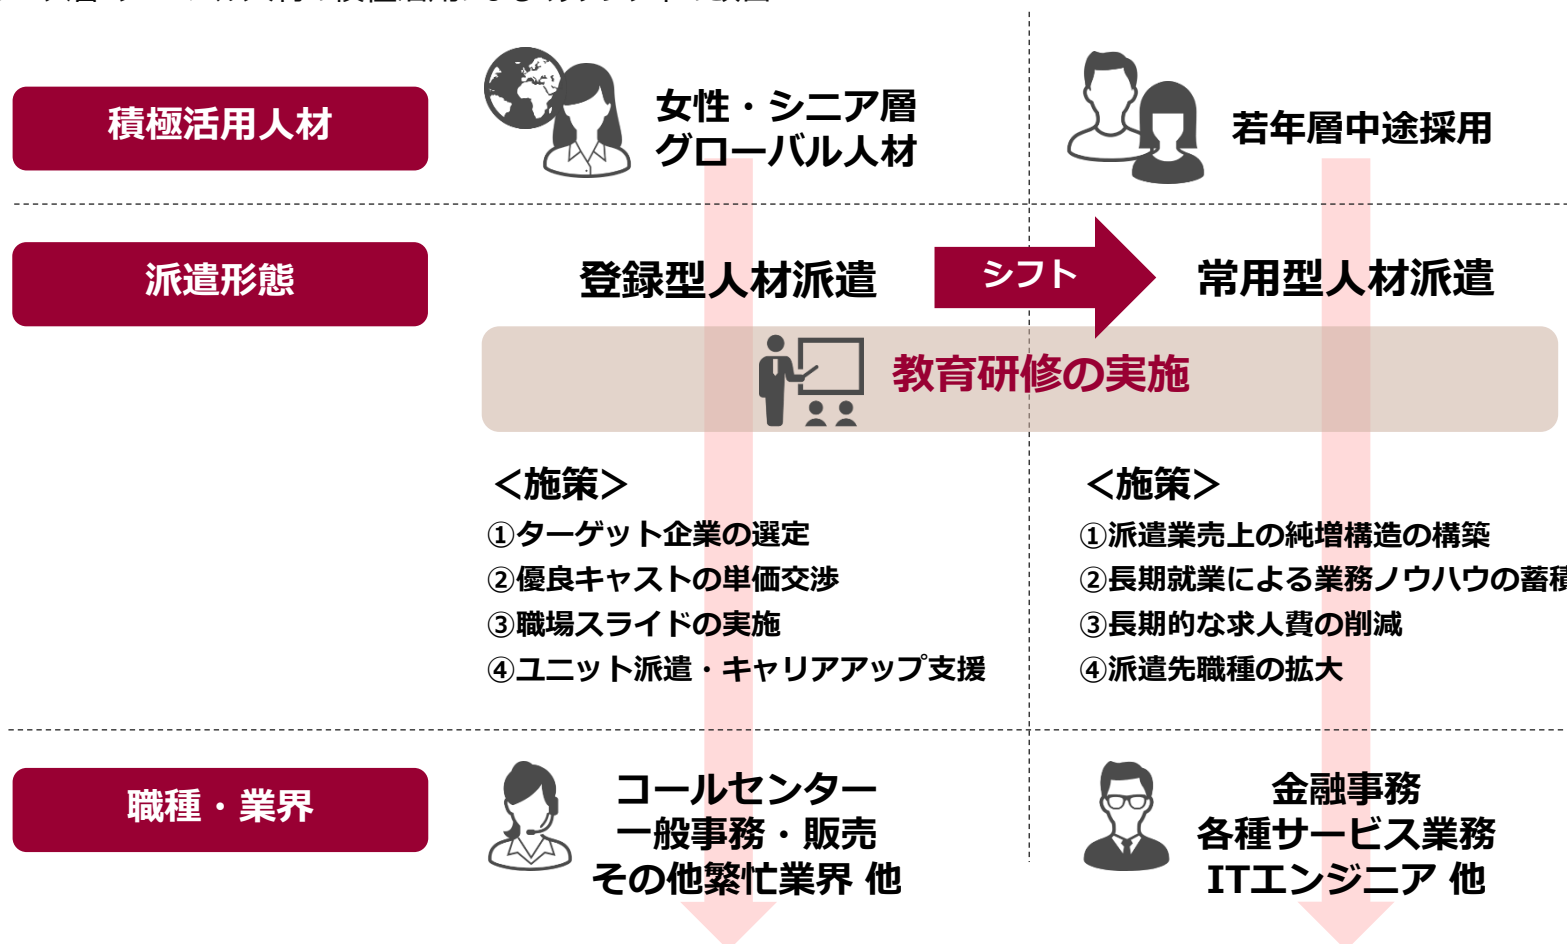 積極活用人材
女性・シニア層
グローバル人材
若年層中途採用
派遣形態
登録型人材派遣
シフト
常用型人材派遣
教育研修の実施
＜施策＞
①ターゲット企業の選定
②優良キャストの単価交渉
③職場スライドの実施
④ユニット派遣・キャリアアップ支援
＜施策＞
①派遣業売上の純増構造の構築
②長期就業による業務ノウハウの蓄積
③長期的な求人費の削減
④派遣先職種の拡大
職種・業界
コールセンター
一般事務・販売
その他繁忙業界 他
金融事務
各種サービス業務
ITエンジニア 他